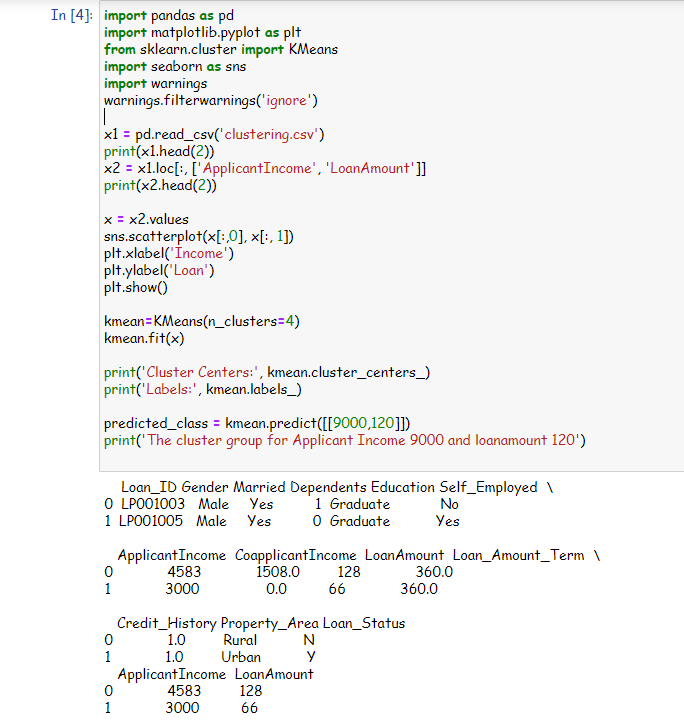 In [4]: import pandas as pd
import matplotlib.pyplot as plt
from sklearn.cluster import KMeans
import seaborn as sns
import warnings
warnings.filterwarnings('ignore')
x1 = pd.read_csv('clustering.csv')
print(x1.head(2))
x2 = x1.loc[:, ['ApplicantIncome', 'LoanAmount']]
print(x2.head(2))
x = x2.values
sns.scatterplot(x[:,0], x[:, 1])
plt.xlabel('Income')
plt.ylabel('Loan')
plt.show()
kmean=KMeans(n_clusters=4)
kmean.fit(x)
print('Cluster Centers:', kmean.cluster_centers_)
print('Labels:', kmean.labels_)
predicted_class = kmean.predict([[9000,120]])
print('The cluster group for Applicant Income 9000 and loanamount 120')
Loan_ID Gender Married Dependents Education Self_Employed \
0 LP001003 Male Yes 1 Graduate No
1 LP001005 Male Yes 0 Graduate Yes
ApplicantIncome CoapplicantIncome LoanAmount Loan_Amount_Term \
0 4583 1508.0 128 360.0
1 3000 0.0 66 360.0
Credit_History Property_Area Loan_Status
0 1.0 Rural N
1 1.0 Urban Y
ApplicantIncome LoanAmount
0 4583 128
1 3000 66